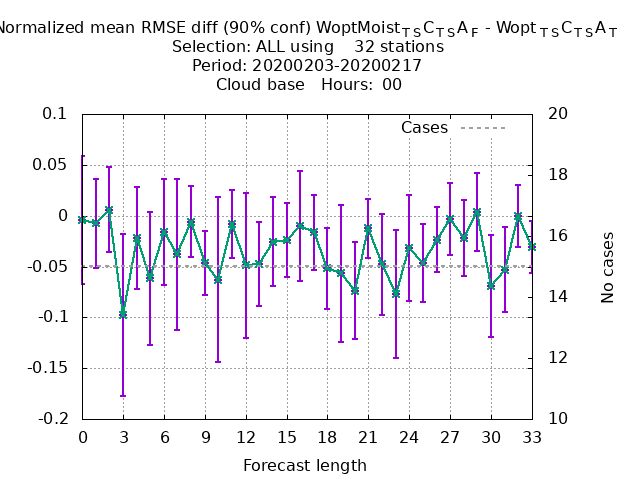 Normalized mean RMSE diff (90% conf) WoptMoist_TSC_TSA_F - Wopt_TSC_TSA_T
Selection: ALL using 32 stations
Period: 20200203-20200217
Cloud base Hours: 00
0.1
0.05
0
-0.05
-0.1
-0.15
-0.2
Cases
20
18
16
14
12
10
No cases
0 3 6 9 12 15 18 21 24 27 30 33
Forecast length